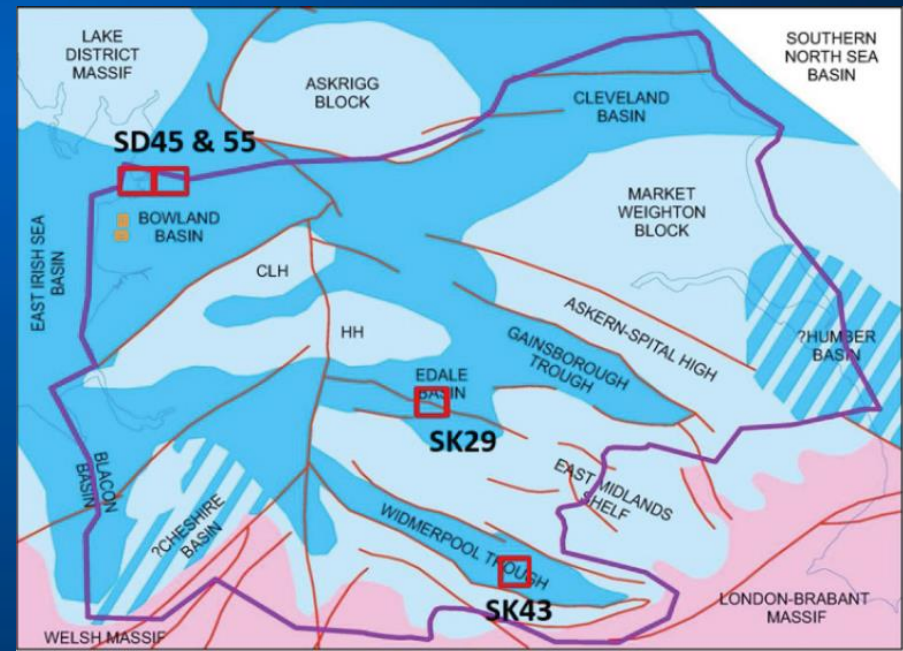 LAKE
DISTRICT
MASSIF
ASKRIGG
BLOCK
SOUTHERN
NORTH SEA
BASIN
CLEVELAND
BASIN
SD45 & 55
MARKET
WEIGHTON
BLOCK
EAST IRISH SEA
BASIN
BOWLAND
BASIN
CLH
HH
ASKERN-SPITAL HIGH
GAINSBOROUGH
TROUGH
?HUMBER
BASIN
EDALE
BASIN
SK29
BLACON
BASIN
?CHESHIRE
BASIN
EAST MIDLANDS
SHELF
WIDMERPOOL TROUGH
SK43
WELSH MASSIF
LONDON-BRABANT
MASSIF